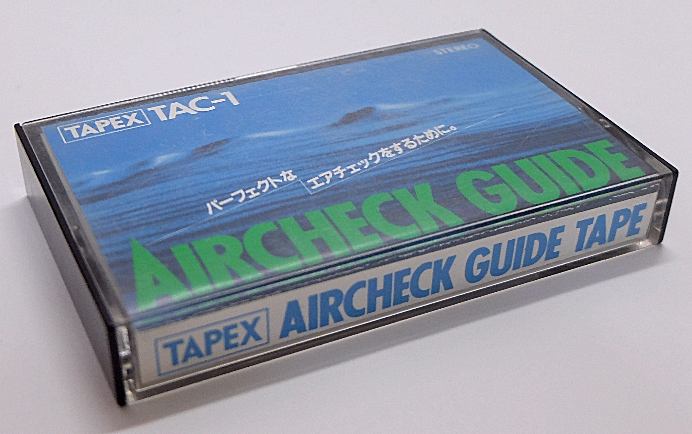 STEREO
TAPEX TAC-1
パーフェクトな
エアチェックをするために。
AIRCHECK GUIDE
TAPEX AIRCHECK GUIDE TAPE